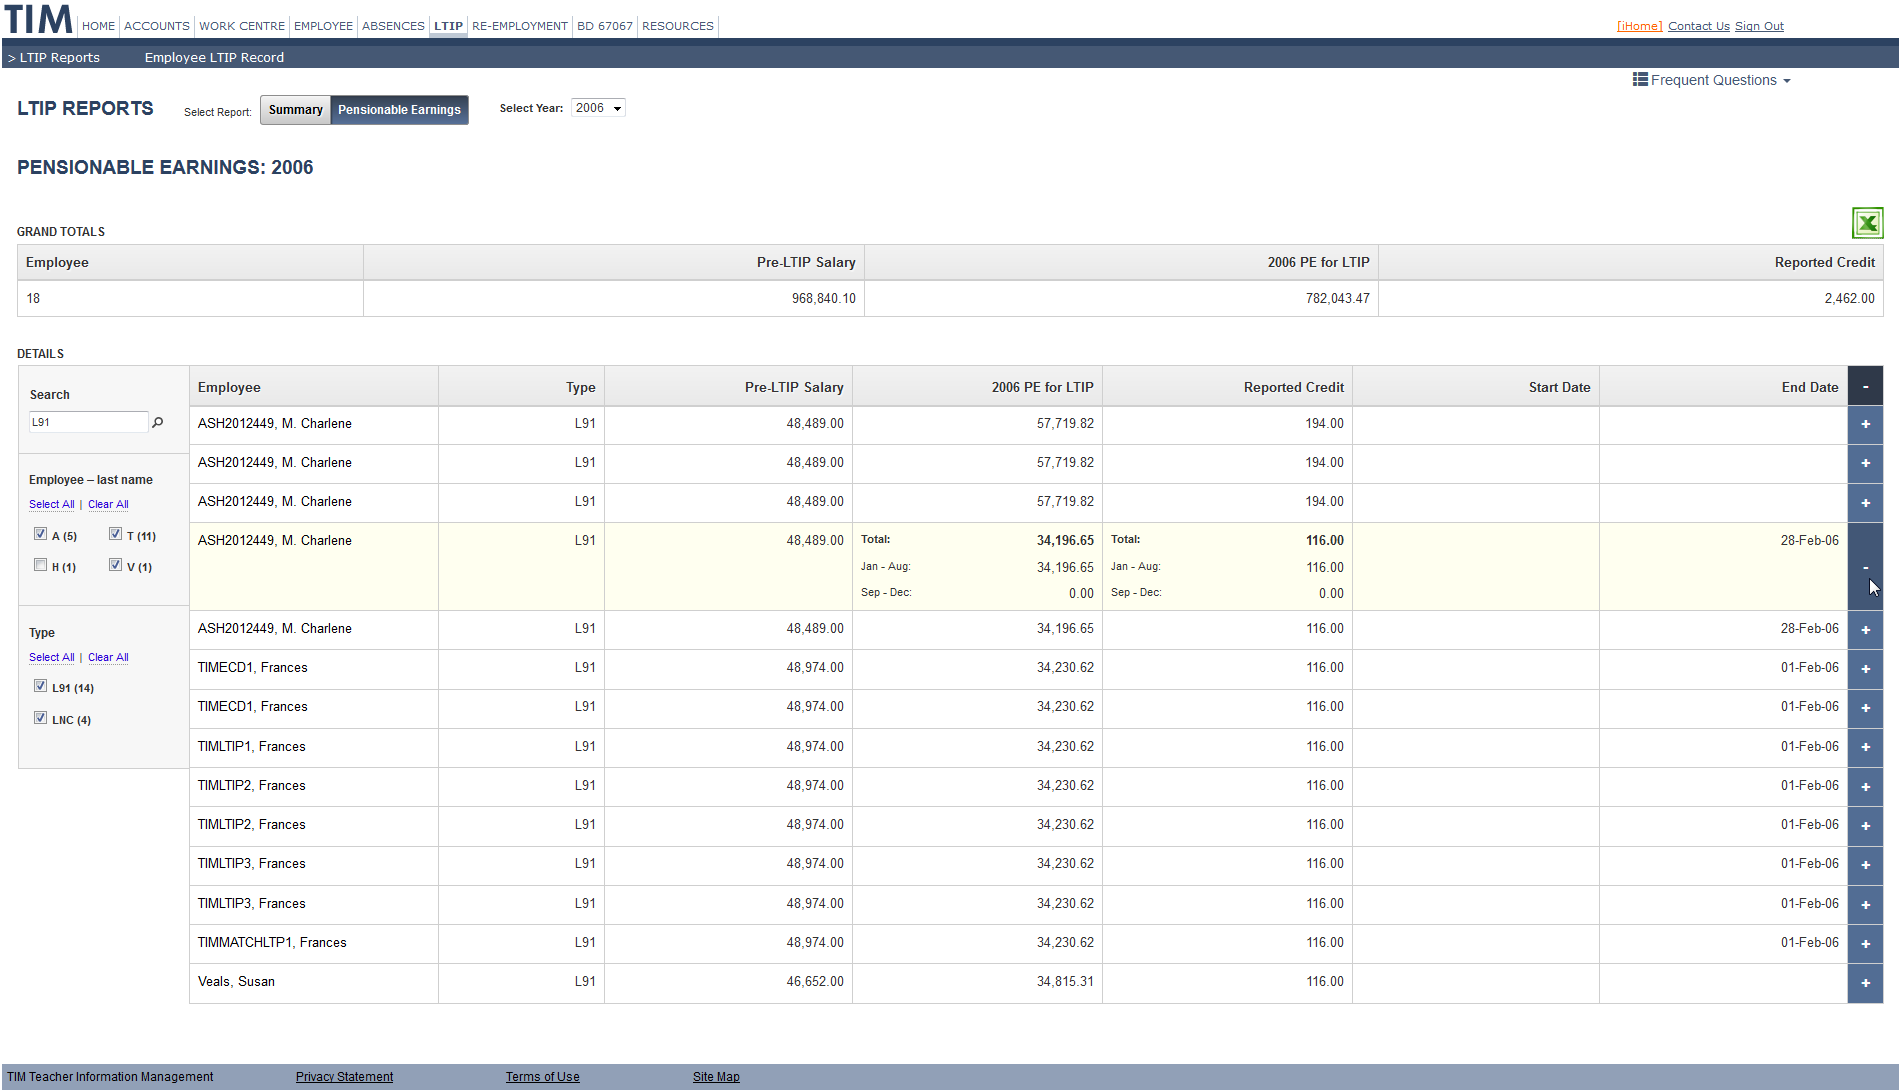 TIM HOME ACCOUNTS WORK CENTRE EMPLOYEE ABSENCES LTIP RE-EMPLOYMENT BD 67067 RESOURCES [iHome] Contact Us Sign Out
> LTIP Reports Employee LTIP Record
Frequent Questions
LTIP REPORTS Select Report: Summary Pensionable Earnings Select Year: 2006
PENSIONABLE EARNINGS: 2006
GRAND TOTALS
Employee Pre-LTIP Salary 2006 PE for LTIP Reported Credit
18 968,840.10 782,043.47 2,462.00
DETAILS
Search
L91
Employee – last name
Select All | Clear All
A (5) T (11)
H (1) V (1)
Type
Select All | Clear All
L91 (14)
LNC (4)
Employee Type Pre-LTIP Salary 2006 PE for LTIP Reported Credit Start Date End Date -
ASH2012449, M. Charlene L91 48,489.00 57,719.82 194.00 +
ASH2012449, M. Charlene L91 48,489.00 57,719.82 194.00 +
ASH2012449, M. Charlene L91 48,489.00 57,719.82 194.00 +
ASH2012449, M. Charlene L91 48,489.00 Total: 34,196.65 Total: 116.00 28-Feb-06
Jan - Aug: 34,196.65 Jan - Aug: 116.00 -
Sep - Dec: 0.00 Sep - Dec: 0.00
ASH2012449, M. Charlene L91 48,489.00 34,196.65 116.00 28-Feb-06 +
TIMECD1, Frances L91 48,974.00 34,230.62 116.00 01-Feb-06 +
TIMECD1, Frances L91 48,974.00 34,230.62 116.00 01-Feb-06 +
TIMLTIP1, Frances L91 48,974.00 34,230.62 116.00 01-Feb-06 +
TIMLTIP2, Frances L91 48,974.00 34,230.62 116.00 01-Feb-06 +
TIMLTIP2, Frances L91 48,974.00 34,230.62 116.00 01-Feb-06 +
TIMLTIP3, Frances L91 48,974.00 34,230.62 116.00 01-Feb-06 +
TIMLTIP3, Frances L91 48,974.00 34,230.62 116.00 01-Feb-06 +
TIMMATCHLTP1, Frances L91 48,974.00 34,230.62 116.00 01-Feb-06 +
Veals, Susan L91 46,652.00 34,815.31 116.00 +
TIM Teacher Information Management Privacy Statement Terms of Use Site Map